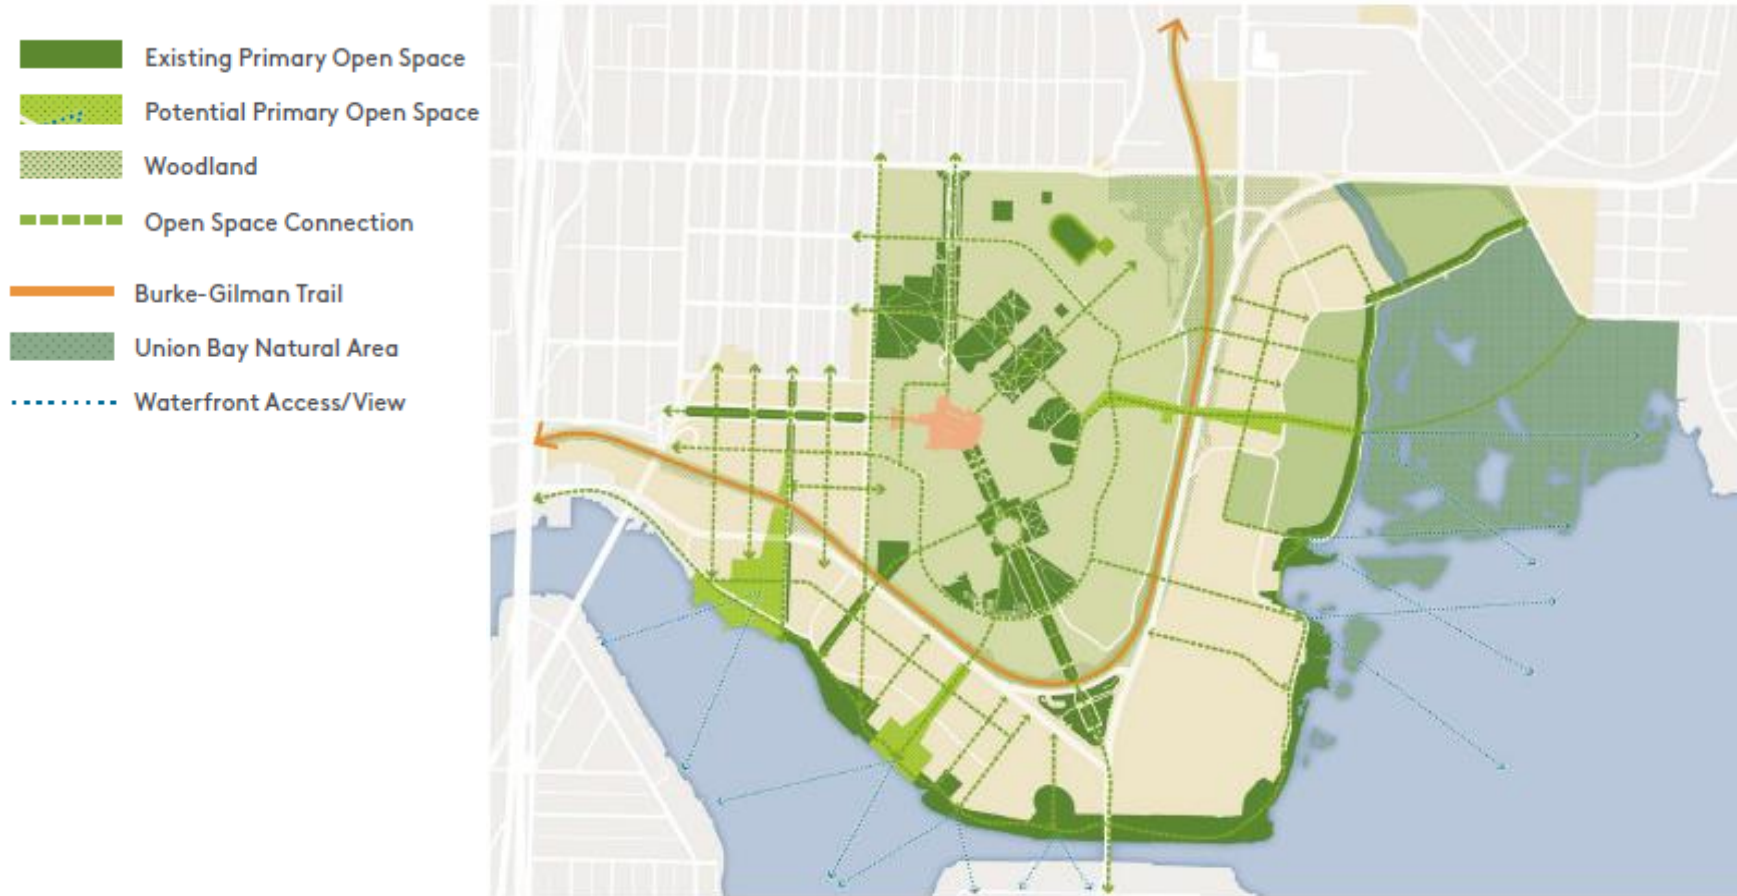 Existing Primary Open Space
Potential Primary Open Space
Woodland
Open Space Connection
Burke-Gilman Trail
Union Bay Natural Area
Waterfront Access/View